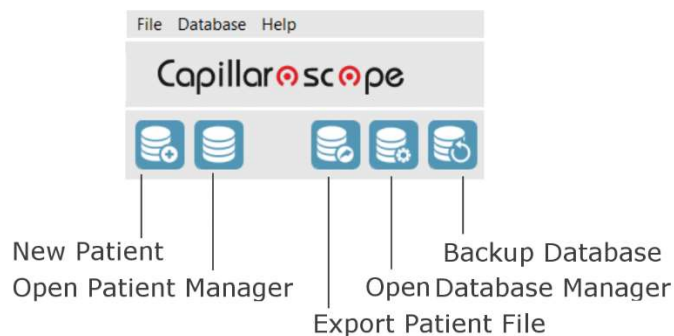 File Database Help
Capillaroscope
New Patient
Backup Database
Open Patient Manager
Open Database Manager
Export Patient File